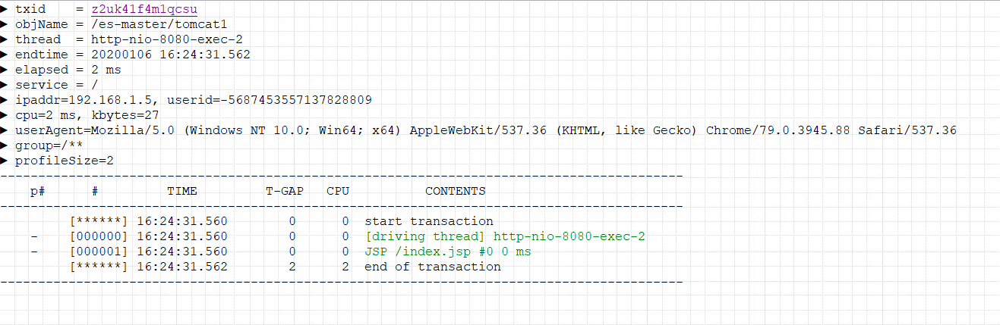 ▶ txid    = z2uk41f4m1qcsu
▶ objName = /es-master/tomcat1
▶ thread  = http-nio-8080-exec-2
▶ endtime = 20200106 16:24:31.562
▶ elapsed = 2 ms
▶ service = /
▶ ipaddr=192.168.1.5, userid=-5687453557137828809
▶ cpu=2 ms, kbytes=27
▶ userAgent=Mozilla/5.0 (Windows NT 10.0; Win64; x64) AppleWebKit/537.36 (KHTML, like Gecko) Chrome/79.0.3945.88 Safari/537.36
▶ group=/**
▶ profileSize=2
------------------------------------------------------------------------------------------
    p#      #         TIME         T-GAP   CPU          CONTENTS
------------------------------------------------------------------------------------------
         [******] 16:24:31.560        0      0  start transaction
    -    [000000] 16:24:31.560        0      0  [driving thread] http-nio-8080-exec-2
    -    [000001] 16:24:31.560        0      0  JSP /index.jsp #0 0 ms
         [******] 16:24:31.562        2      2  end of transaction
------------------------------------------------------------------------------------------